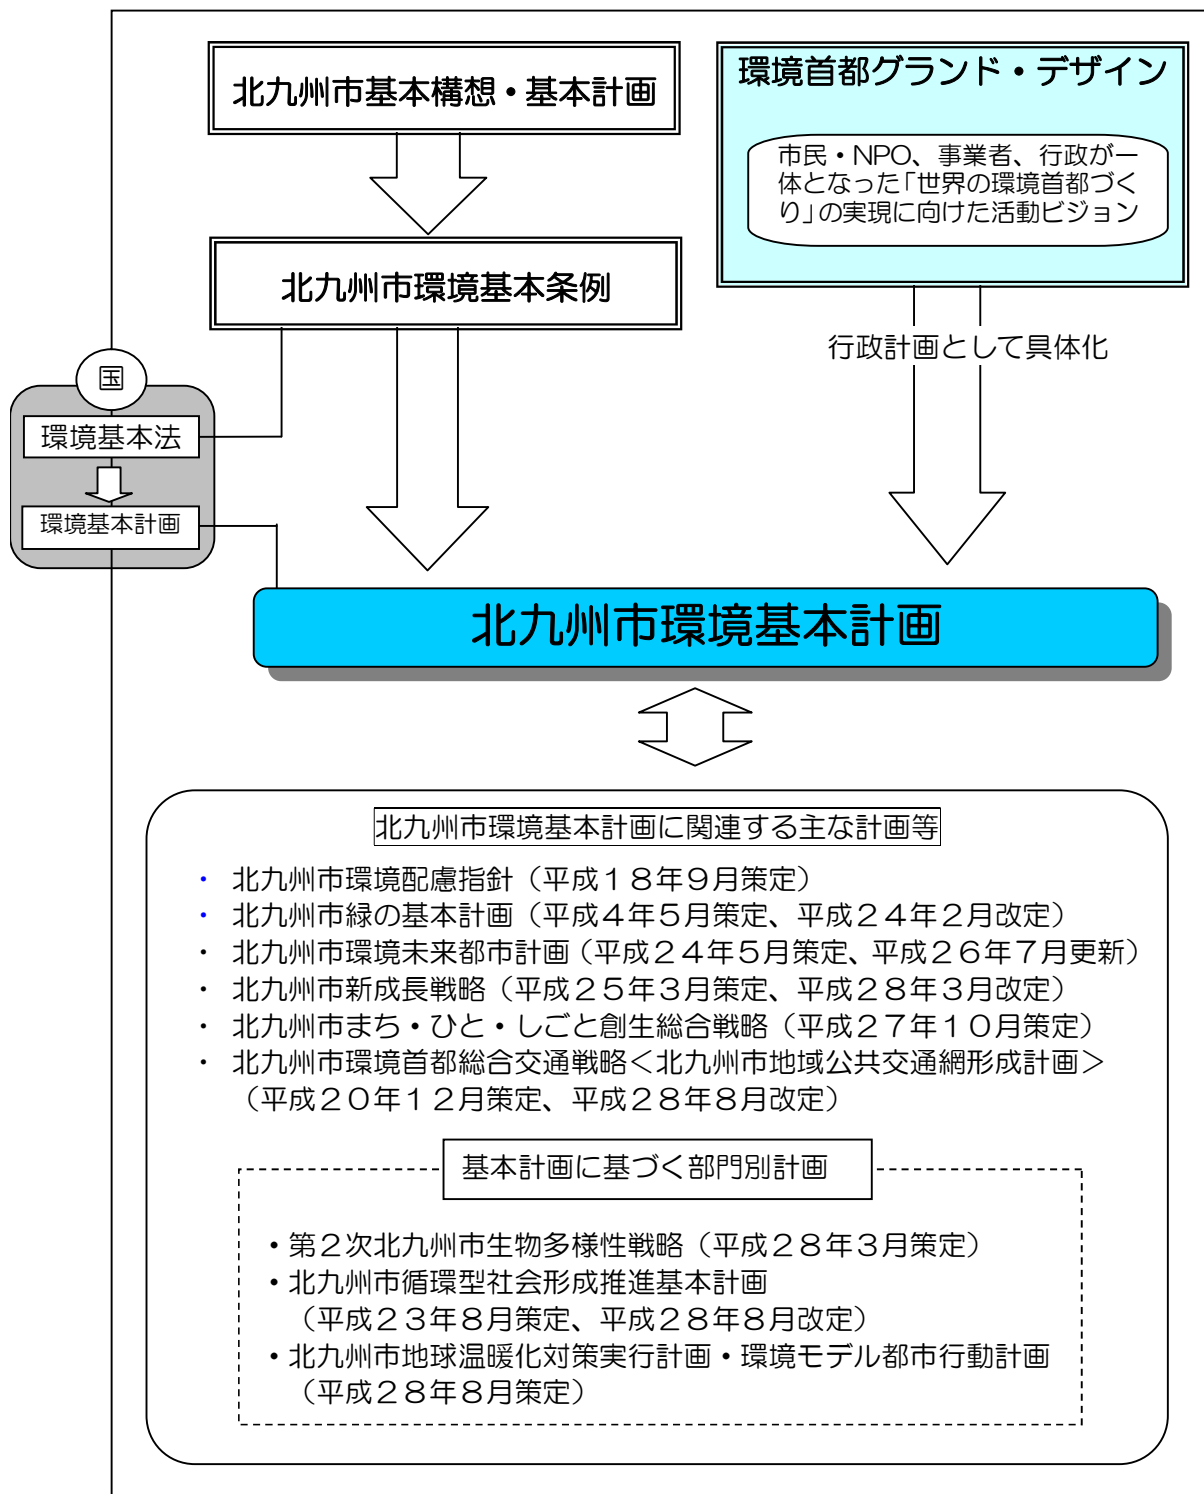 北九州市基本構想・基本計画
環境首都グランド・デザイン
市民・NPO、事業者、行政が一
体となった「世界の環境首都づく
り」の実現に向けた活動ビジョン
北九州市環境基本条例
行政計画として具体化
国
環境基本法
環境基本計画
北九州市環境基本計画
北九州市環境基本計画に関連する主な計画等
・ 北九州市環境配慮指針（平成１８年９月策定）
・ 北九州市緑の基本計画（平成４年５月策定、平成２４年２月改定）
・ 北九州市環境未来都市計画（平成２４年５月策定、平成２６年７月更新）
・ 北九州市新成長戦略（平成２５年３月策定、平成２８年３月改定）
・ 北九州市まち・ひと・しごと創生総合戦略（平成２７年１０月策定）
・ 北九州市環境首都総合交通戦略＜北九州市地域公共交通網形成計画＞
（平成２０年１２月策定、平成２８年８月改定）
基本計画に基づく部門別計画
・第２次北九州市生物多様性戦略（平成２８年３月策定）
・北九州市循環型社会形成推進基本計画
（平成２３年８月策定、平成２８年８月改定）
・北九州市地球温暖化対策実行計画・環境モデル都市行動計画
（平成２８年８月策定）